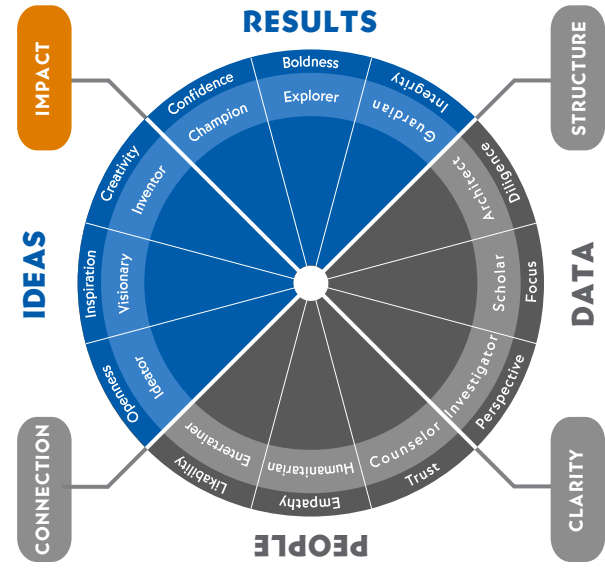 RESULTS
IMPACT
STRUCTURE
Confidence
Boldness
Integrity
Champion
Explorer
Guardian
Creativity
Inventor
Architect
Diligence
IDEAS
Inspiration
Visionary
Scholar
Focus
DATA
Openness
Ideator
Investigator
Perspective
Entertainer
Humanitarian
Counselor
Likability
Empathy
Trust
CONNECTION
CLARITY
PEOPLE